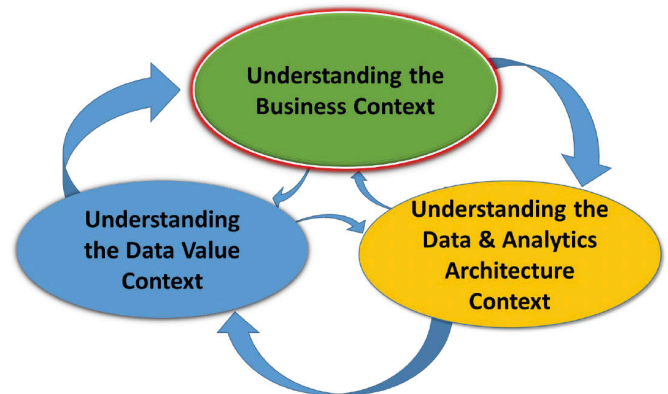 Understanding the
Business Context
Understanding
the Data Value
Context
Understanding the
Data & Analytics
Architecture
Context